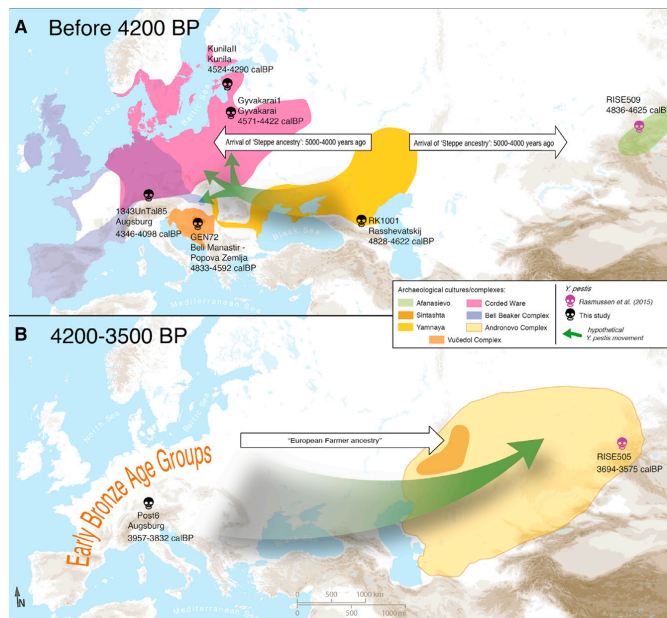 A Before 4200 BP
KunilaII
Kunila
4524-4290 calBP
Gyvakarai1
Gyvakarai
4571-4422 calBP
RISE509
4836-4625 calBP
North Sea
Baltic Sea
Arrival of 'Steppe ancestry': 5000-4000 years ago
Arrival of 'Steppe ancestry': 5000-4000 years ago
1343UnTal85
Augsburg
4346-4098 calBP
GEN72
Beli Manastir -
Popova Zemlja
4833-4592 calBP
RK1001
Rasshevatskij
4828-4622 calBP
Black Sea
Mediterranean Sea
Archaeological cultures/complexes:
Afanasievo
Sintashta
Yamnaya
Corded Ware
Bell Beaker Complex
Andronovo Complex
Vučedol Complex
Y. pestis
Rasmussen et al. (2015)
This study
hypothetical
Y. pestis movement
B 4200-3500 BP
North Sea
Baltic Sea
"European Farmer ancestry"
Early Bronze Age Groups
RISE505
3694-3575 calBP
Post6
Augsburg
3957-3832 calBP
Black Sea
Mediterranean Sea
N
500 1000 km
500 1000 mi